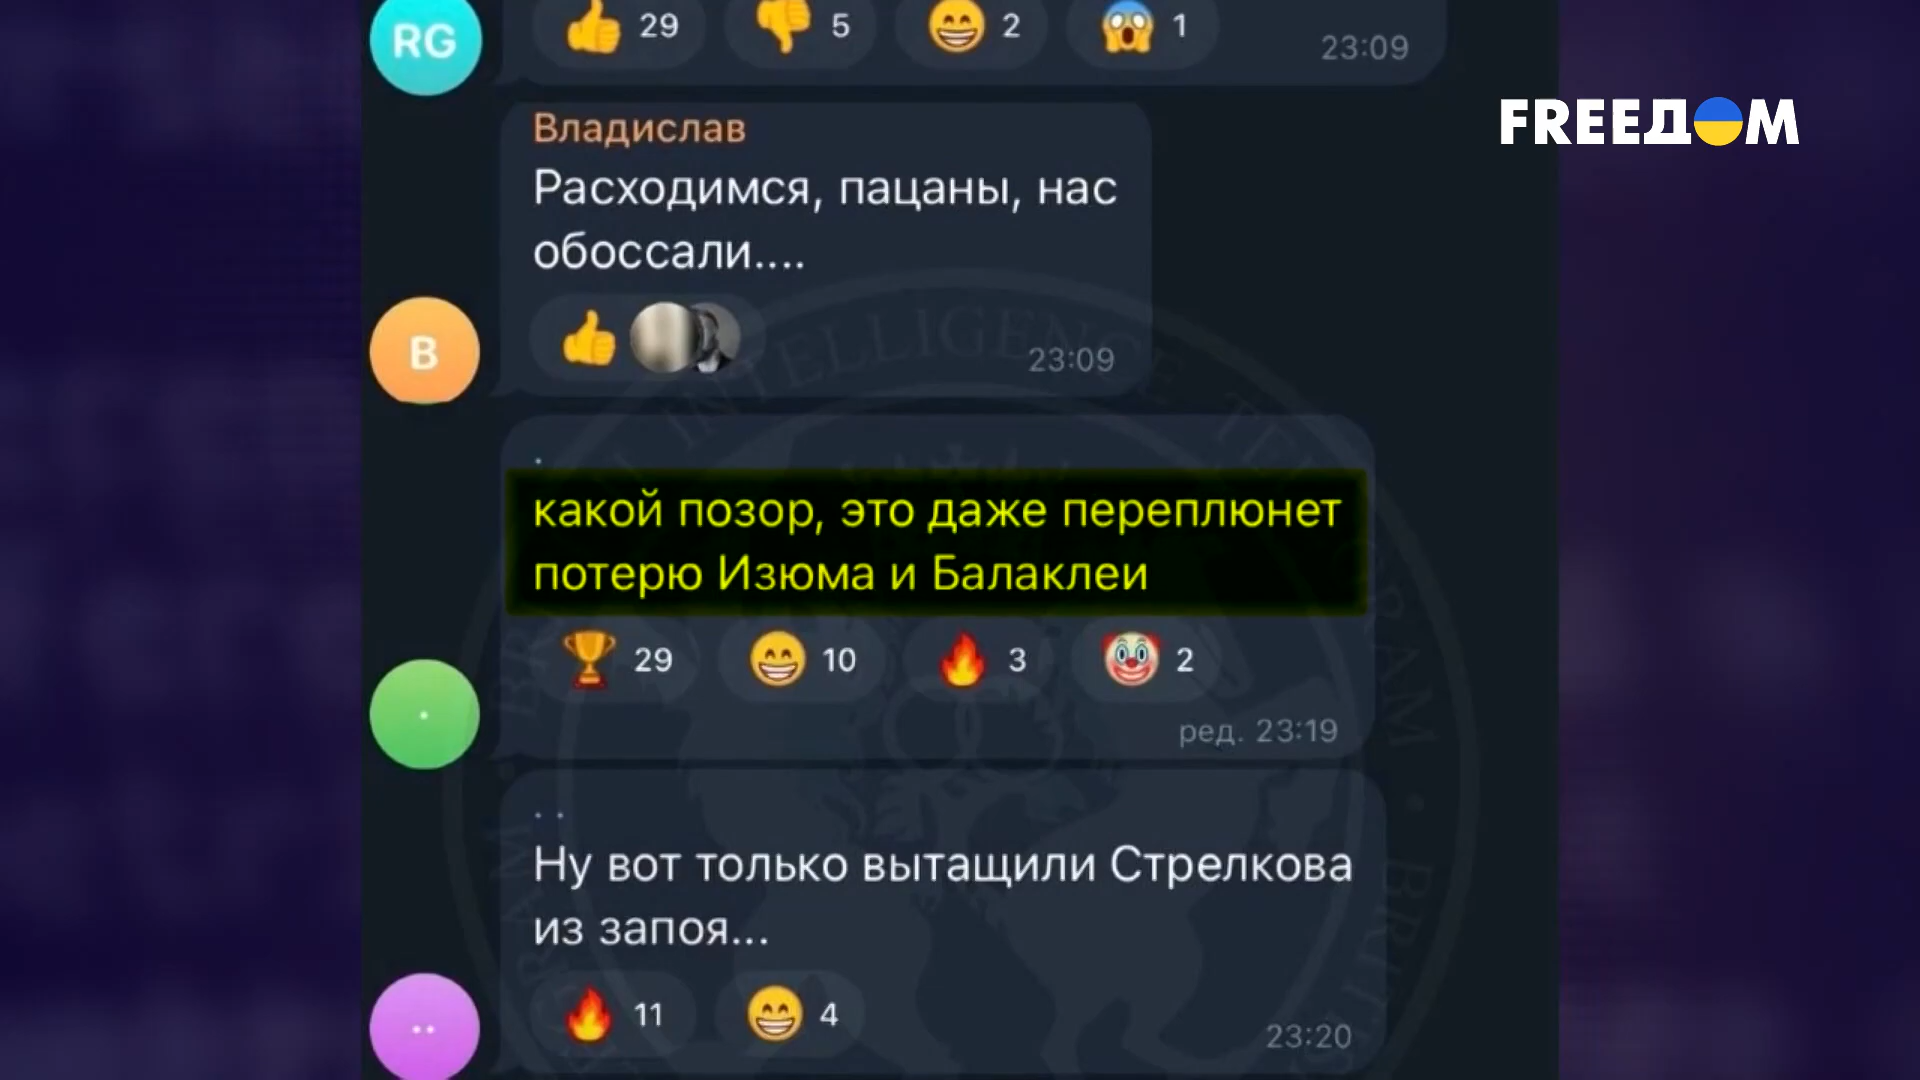 RG
29
5
2
1
23:09
FREEДOM
Владислав
Расходимся, пацаны, нас
обоссали....
В
23:09
.
какой позор, это даже переплюнет
потерю Изюма и Балаклеи
29
10
3
2
ред. 23:19
. .
Ну вот только вытащили Стрелкова
из запоя...
11
4
23:20
INTELLIGENCE